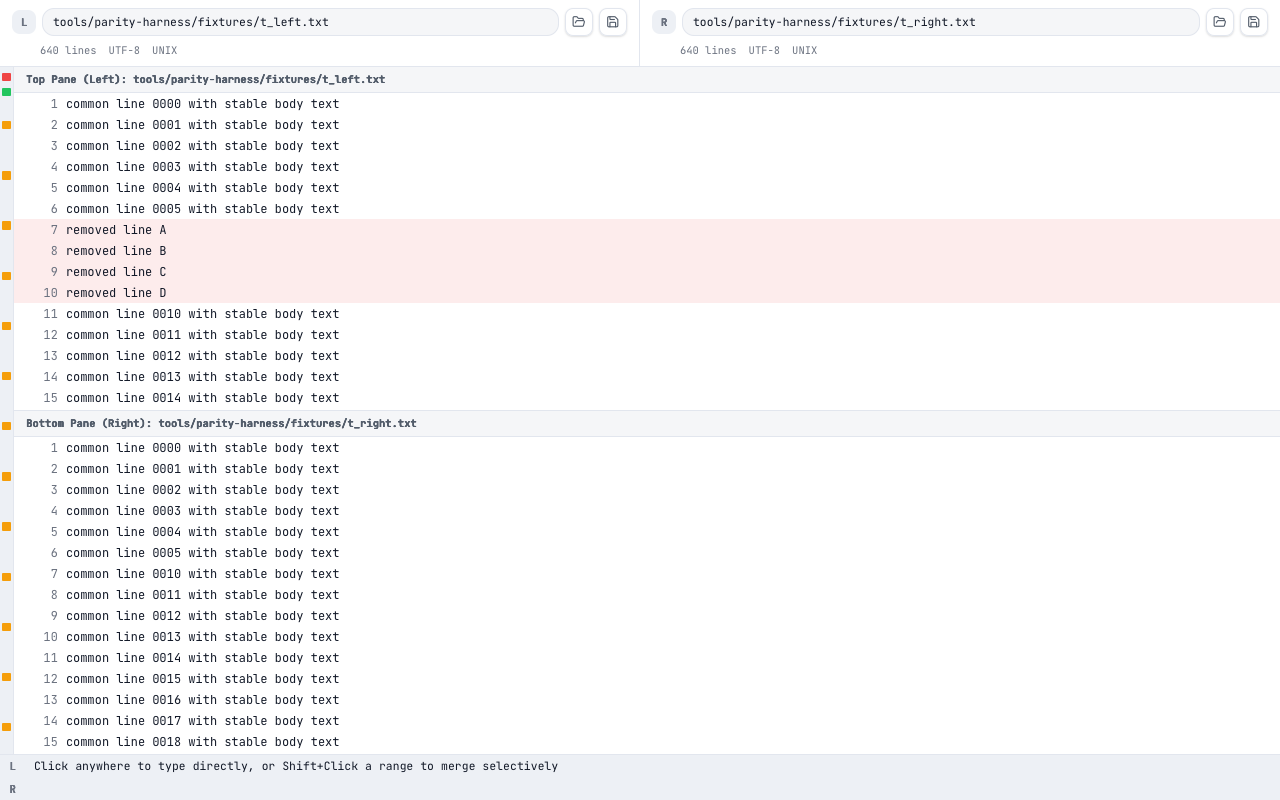 L tools/parity-harness/fixtures/t_left.txt
640 lines UTF-8 UNIX
R tools/parity-harness/fixtures/t_right.txt
640 lines UTF-8 UNIX
Top Pane (Left): tools/parity-harness/fixtures/t_left.txt
1 common line 0000 with stable body text
2 common line 0001 with stable body text
3 common line 0002 with stable body text
4 common line 0003 with stable body text
5 common line 0004 with stable body text
6 common line 0005 with stable body text
7 removed line A
8 removed line B
9 removed line C
10 removed line D
11 common line 0010 with stable body text
12 common line 0011 with stable body text
13 common line 0012 with stable body text
14 common line 0013 with stable body text
15 common line 0014 with stable body text
Bottom Pane (Right): tools/parity-harness/fixtures/t_right.txt
1 common line 0000 with stable body text
2 common line 0001 with stable body text
3 common line 0002 with stable body text
4 common line 0003 with stable body text
5 common line 0004 with stable body text
6 common line 0005 with stable body text
7 common line 0010 with stable body text
8 common line 0011 with stable body text
9 common line 0012 with stable body text
10 common line 0013 with stable body text
11 common line 0014 with stable body text
12 common line 0015 with stable body text
13 common line 0016 with stable body text
14 common line 0017 with stable body text
15 common line 0018 with stable body text
L Click anywhere to type directly, or Shift+Click a range to merge selectively
R